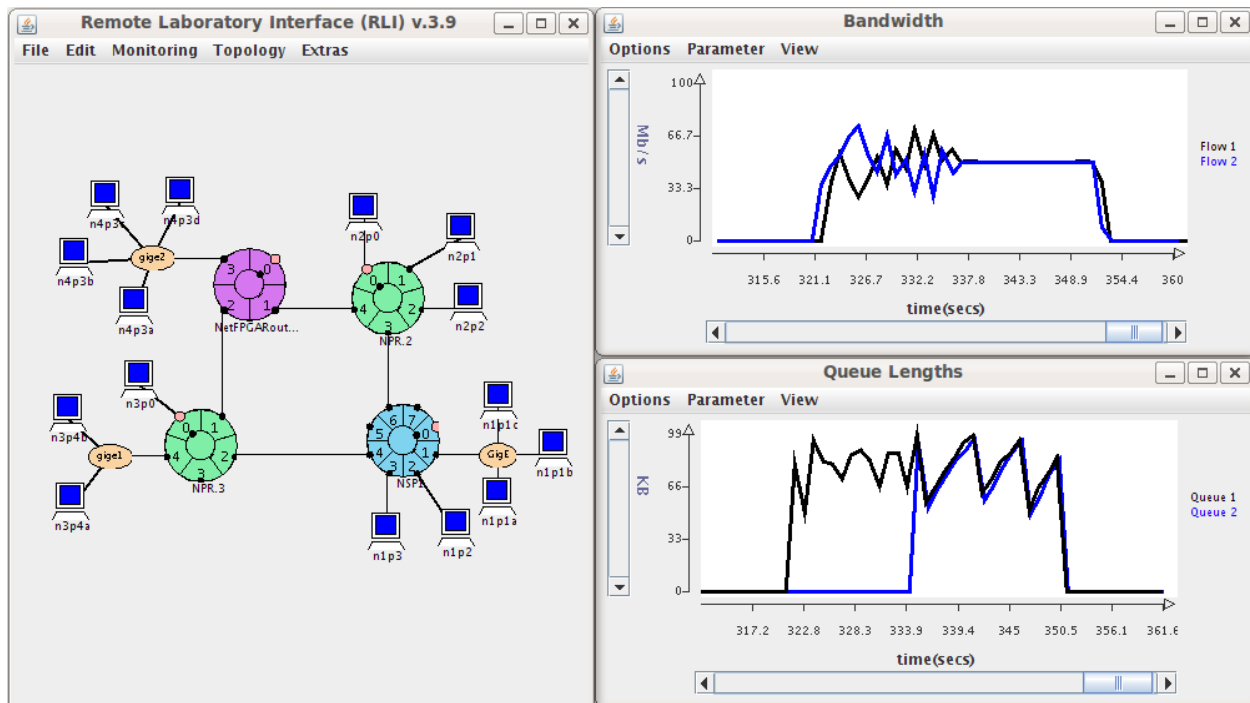 Remote Laboratory Interface (RLI) v.3.9
File Edit Monitoring Topology Extras
n4p3c
n4p3d
n4p3b
gige2
n4p3a
3 0
2 1
NetFPGARout...
n2p0
n2p1
n2p2
0 1
4 2
3
NPR.2
n3p0
n3p4b
gige1
n3p4a
0 1
4 2
3
NPR.3
6 7
5 0
4 1
3 2
n1p1c
GigE
n1p1b
n1p1a
n1p3
n1p2
Bandwidth
Options Parameter View
Mb/s
100
66.7
33.3
0
315.6 321.1 326.7 332.2 337.8 343.3 348.9 354.4 360
time(secs)
Flow 1
Flow 2
Queue Lengths
Options Parameter View
KB
99
66
33
0
317.2 322.8 328.3 333.9 339.4 345 350.5 356.1 361.6
time(secs)
Queue 1
Queue 2